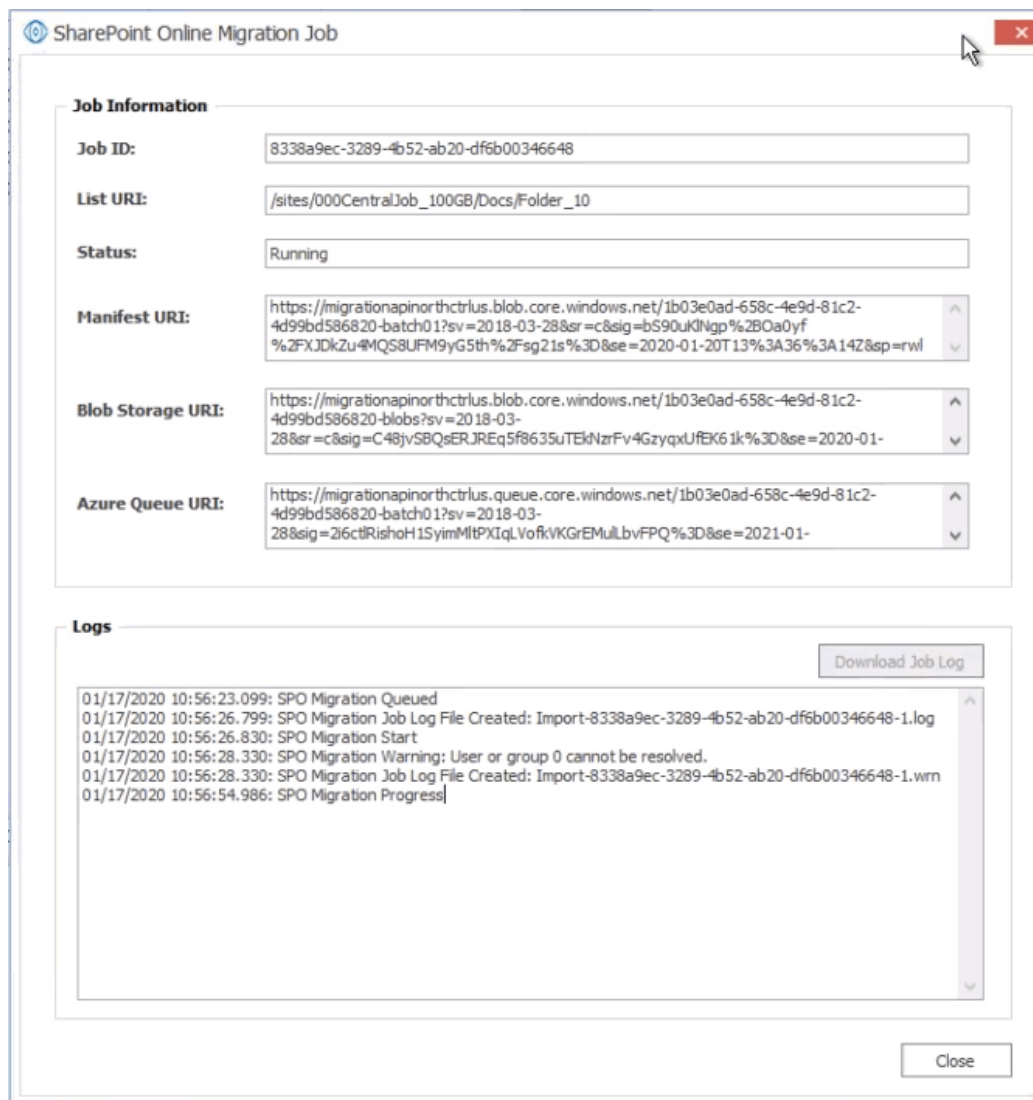 SharePoint Online Migration Job
Job Information
Job ID:
8338a9ec-3289-4b52-ab20-df6b00346648
List URI:
/sites/000CentralJob_100GB/Docs/Folder_10
Status:
Running
Manifest URI:
https://migrationapinorthctrlus.blob.core.windows.net/1b03e0ad-658c-4e9d-81c2-
4d99bd586820-batch01?sv=2018-03-28&sr=c&sig=bS90uKlNgp%2BOa0yf
%2FXJDkZu4MQS8UFM9yG5th%2Fsg21s%3D&se=2020-01-20T13%3A36%3A14Z&sp=rwl
Blob Storage URI:
https://migrationapinorthctrlus.blob.core.windows.net/1b03e0ad-658c-4e9d-81c2-
4d99bd586820-blobs?sv=2018-03-
28&sr=c&sig=C48jvSBQsERJREq5f8635uTEkNzrFv4GzyqxUfEK61k%3D&se=2020-01-
Azure Queue URI:
https://migrationapinorthctrlus.queue.core.windows.net/1b03e0ad-658c-4e9d-81c2-
4d99bd586820-batch01?sv=2018-03-
28&sig=2i6ctlRishoH1SyimMltPXIqLVofkVKGrEMulLbvFPQ%3D&se=2021-01-
Logs
Download Job Log
01/17/2020 10:56:23.099: SPO Migration Queued
01/17/2020 10:56:26.799: SPO Migration Job Log File Created: Import-8338a9ec-3289-4b52-ab20-df6b00346648-1.log
01/17/2020 10:56:26.830: SPO Migration Start
01/17/2020 10:56:28.330: SPO Migration Warning: User or group 0 cannot be resolved.
01/17/2020 10:56:28.330: SPO Migration Job Log File Created: Import-8338a9ec-3289-4b52-ab20-df6b00346648-1.wrn
01/17/2020 10:56:54.986: SPO Migration Progress
Close